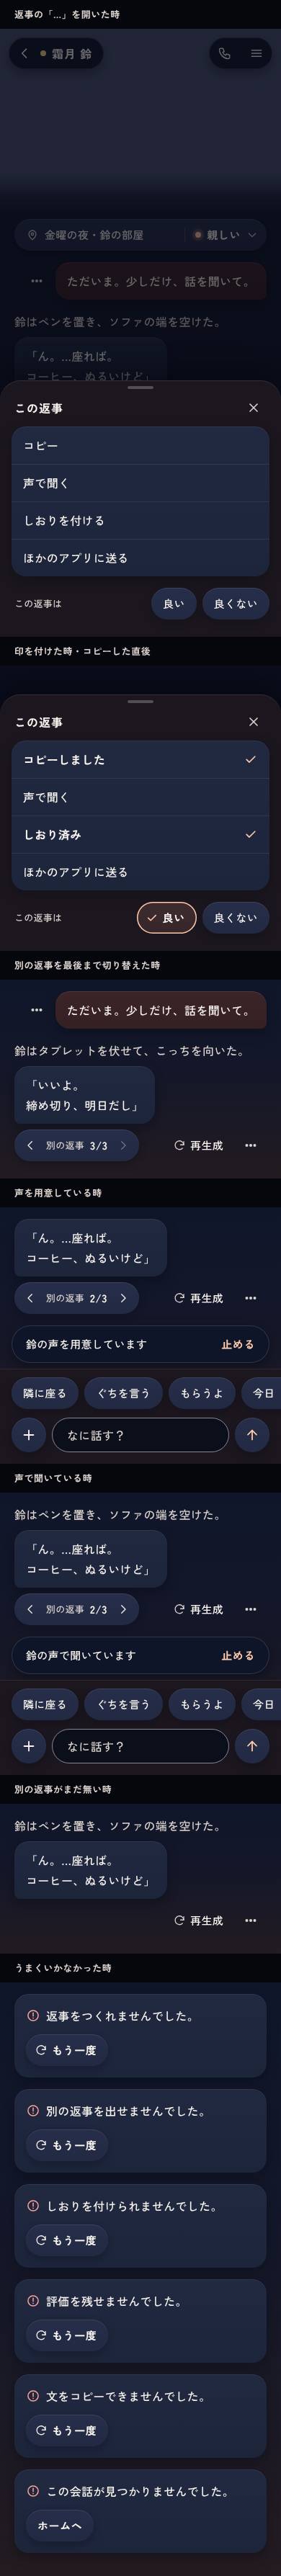 返事の「…」を開いた時
霜月 鈴
金曜の夜・鈴の部屋 親しい
ただいま。少しだけ、話を聞いて。
鈴はペンを置き、ソファの端を空けた。
「ん。…座れば。
コーヒー、ぬるいけど」
この返事
コピー
声で聞く
しおりを付ける
ほかのアプリに送る
この返事は 良い 良くない
印を付けた時・コピーした直後
この返事
コピーしました
声で聞く
しおり済み
ほかのアプリに送る
この返事は 良い 良くない
別の返事を最後まで切り替えた時
ただいま。少しだけ、話を聞いて。
鈴はタブレットを伏せて、こっちを向いた。
「いいよ。
締め切り、明日だし」
別の返事 3/3 再生成
声を用意している時
「ん。…座れば。
コーヒー、ぬるいけど」
別の返事 2/3 再生成
鈴の声を用意しています 止める
隣に座る ぐちを言う もらうよ 今日
なに話す？
声で聞いている時
鈴はペンを置き、ソファの端を空けた。
「ん。…座れば。
コーヒー、ぬるいけど」
別の返事 2/3 再生成
鈴の声で聞いています 止める
隣に座る ぐちを言う もらうよ 今日
なに話す？
別の返事がまだ無い時
鈴はペンを置き、ソファの端を空けた。
「ん。…座れば。
コーヒー、ぬるいけど」
再生成
うまくいかなかった時
返事をつくれませんでした。
もう一度
別の返事を出せませんでした。
もう一度
しおりを付けられませんでした。
もう一度
評価を残せませんでした。
もう一度
文をコピーできませんでした。
もう一度
この会話が見つかりませんでした。
ホームへ